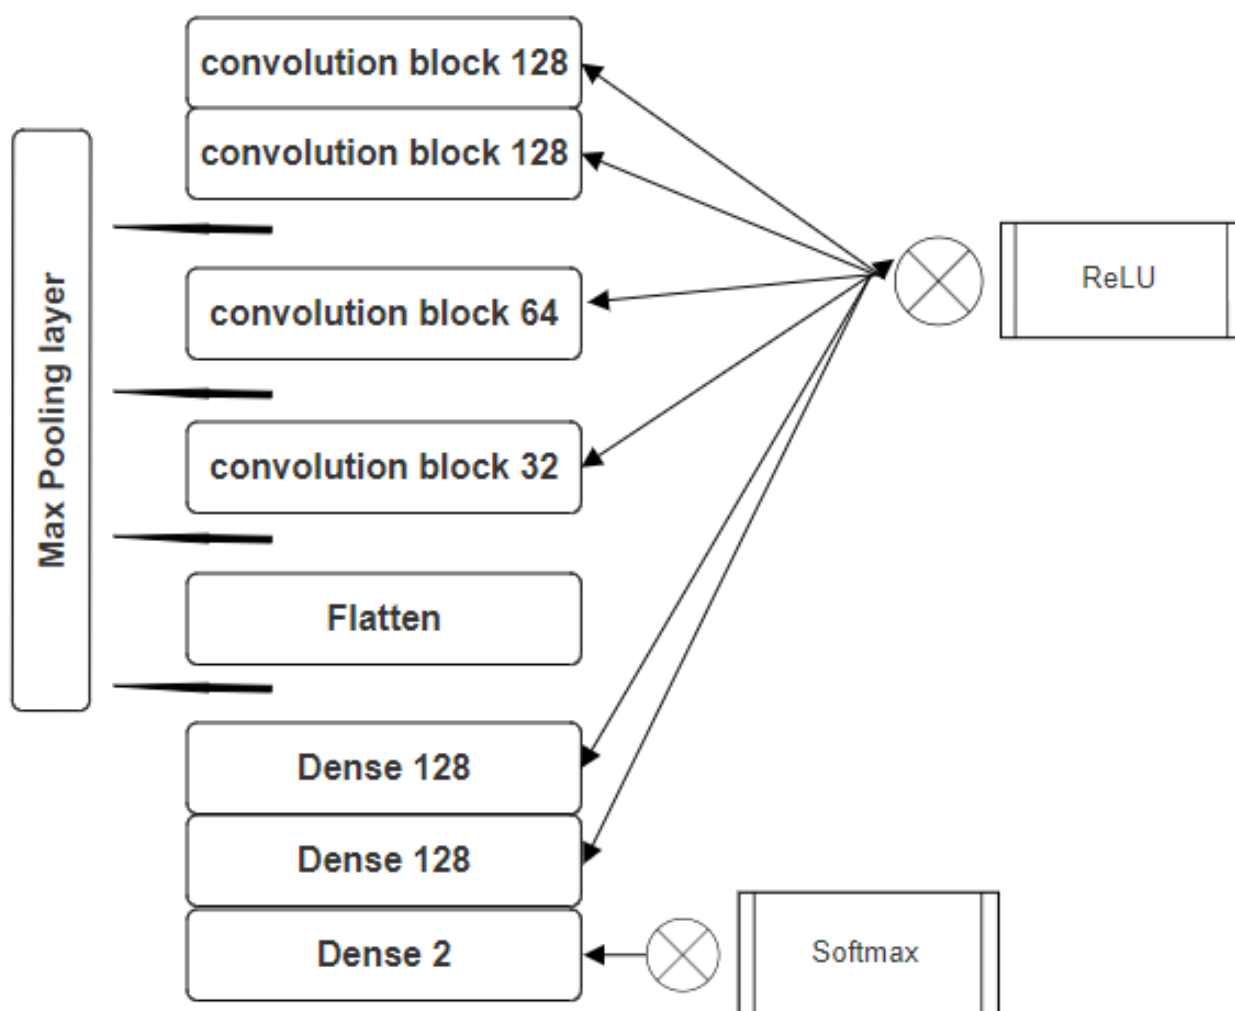 convolution block 128
convolution block 128
Max Pooling layer
convolution block 64
ReLU
convolution block 32
Flatten
Dense 128
Dense 128
Dense 2
Softmax